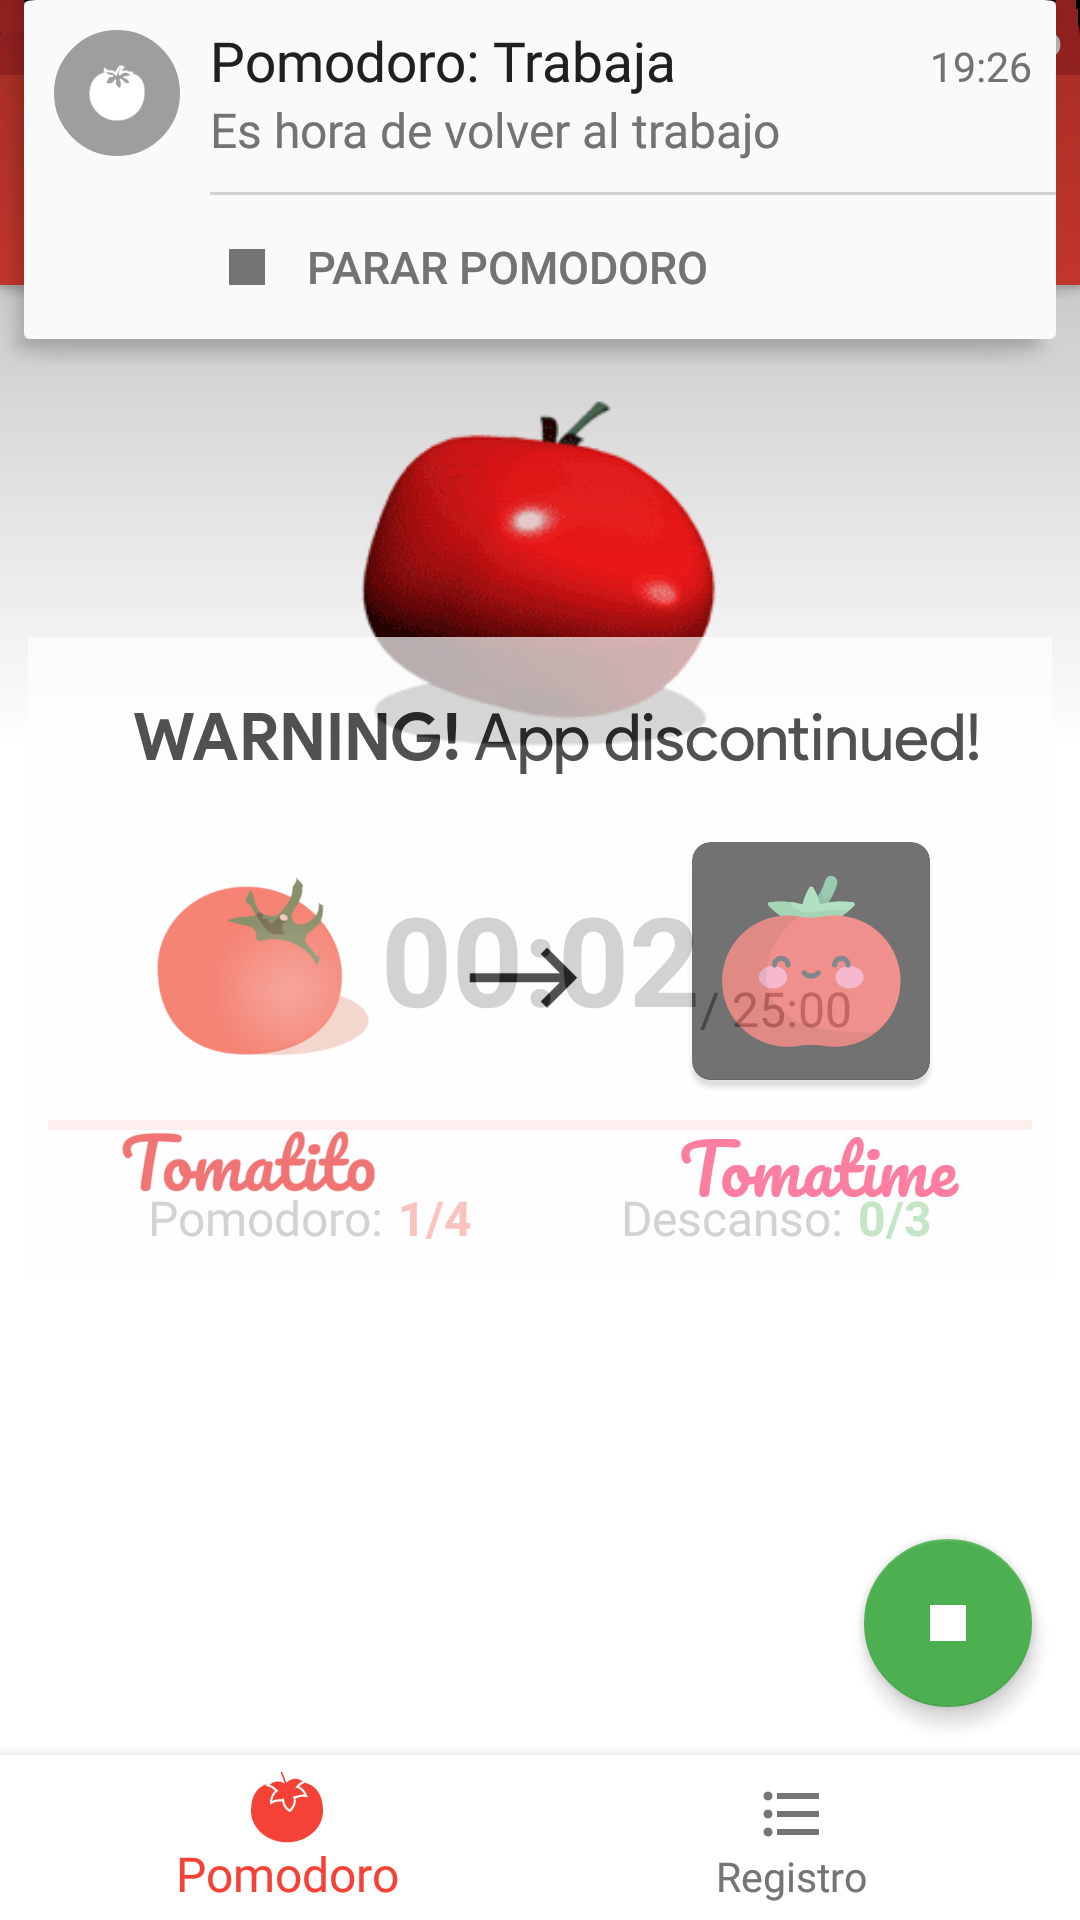 Pomodoro: Trabaja
19:26
Es hora de volver al trabajo
PARAR POMODORO
WARNING! App discontinued!
00:02
/ 25:00
Tomatito
Tomatime
Pomodoro: 1/4
Descanso: 0/3
Pomodoro
Registro